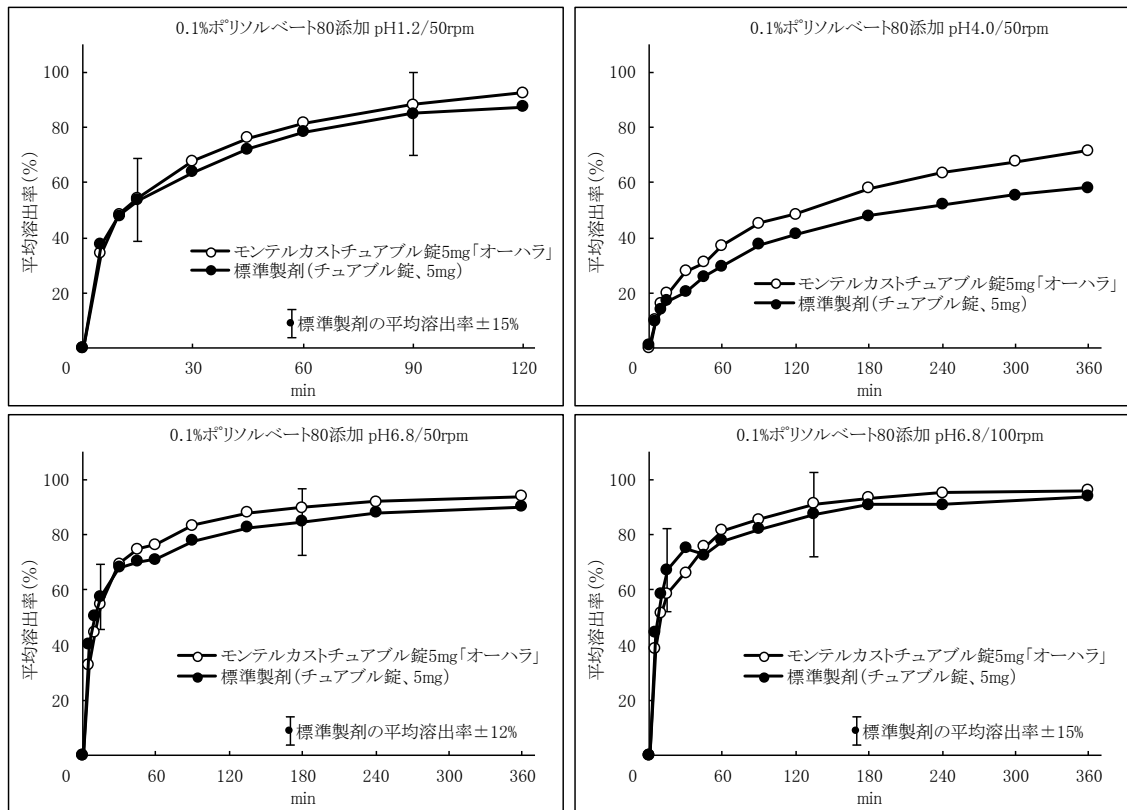 0.1%ポリソルベート80添加 pH1.2/50rpm
平均溶出率(%)
100
80
60
40
20
0
30
60
90
120
min
モンテルカストチュアブル錠5mg「オーハラ」
標準製剤(チュアブル錠、5mg)
標準製剤の平均溶出率±15%
0.1%ポリソルベート80添加 pH4.0/50rpm
平均溶出率(%)
100
80
60
40
20
0
60
120
180
240
300
360
min
モンテルカストチュアブル錠5mg「オーハラ」
標準製剤(チュアブル錠、5mg)
0.1%ポリソルベート80添加 pH6.8/50rpm
平均溶出率(%)
100
80
60
40
20
0
60
120
180
240
360
min
モンテルカストチュアブル錠5mg「オーハラ」
標準製剤(チュアブル錠、5mg)
標準製剤の平均溶出率±12%
0.1%ポリソルベート80添加 pH6.8/100rpm
平均溶出率(%)
100
80
60
40
20
0
60
120
180
240
300
360
min
モンテルカストチュアブル錠5mg「オーハラ」
標準製剤(チュアブル錠、5mg)
標準製剤の平均溶出率±15%